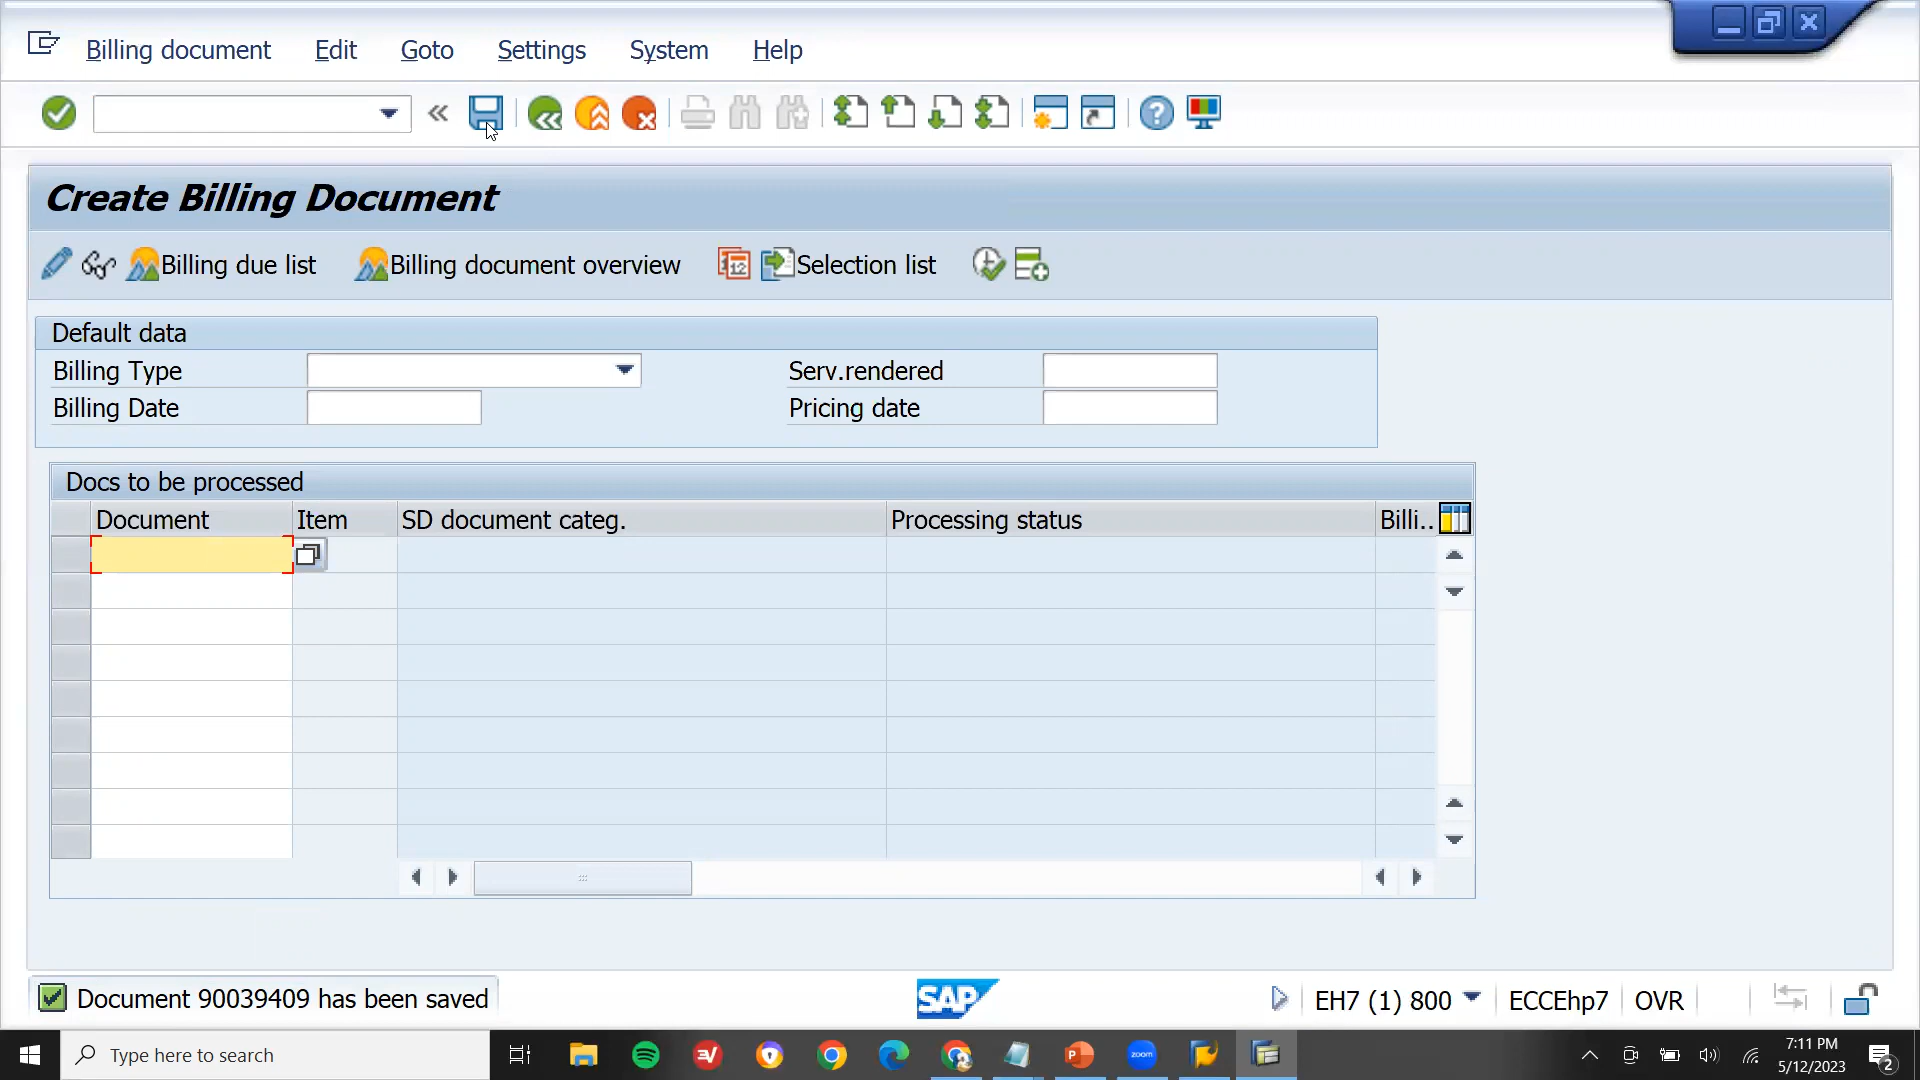 Billing document Edit Goto Settings System Help
Create Billing Document
Billing due list Billing document overview 12 Selection list
Default data
Billing Type Serv.rendered
Billing Date Pricing date
Docs to be processed
Document Item SD document categ. Processing status Billi..
Document 90039409 has been saved SAP EH7 (1) 800 ECCEhp7 OVR
Type here to search zoom 7:11 PM
5/12/2023 2